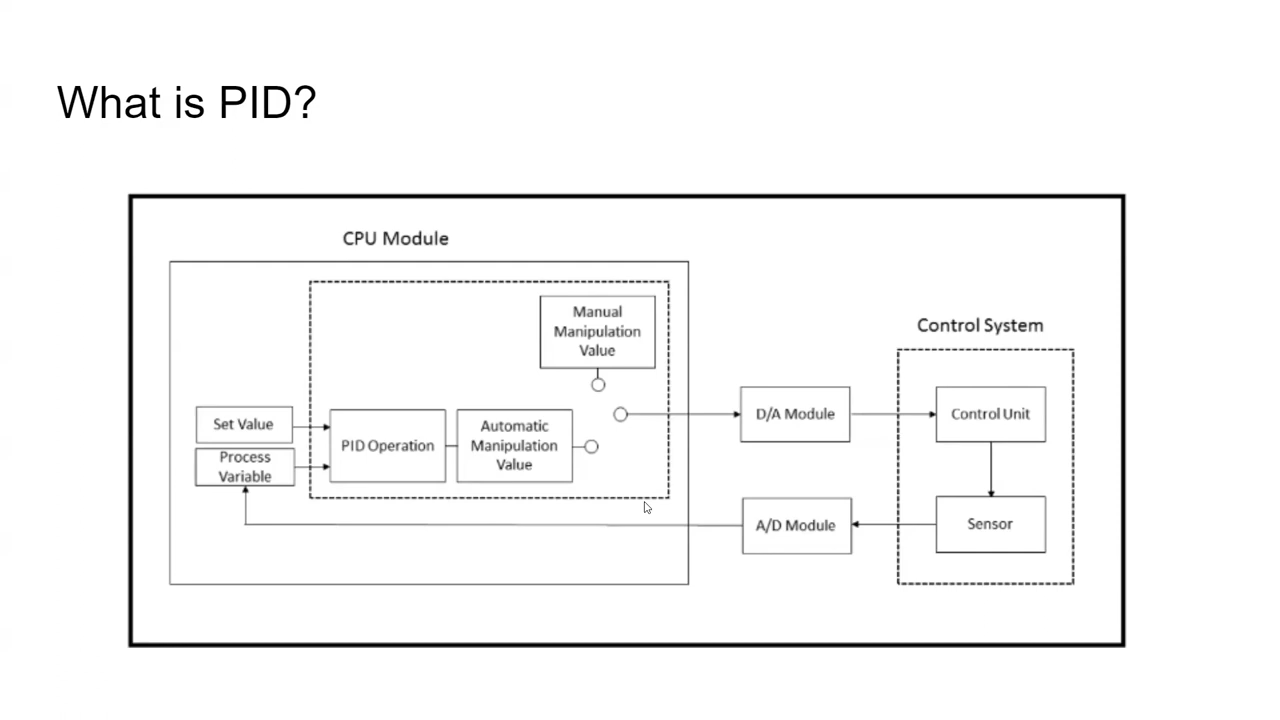 What is PID?
CPU Module
Manual
Manipulation
Value
Control System
Set Value
Process
Variable
PID Operation
Automatic
Manipulation
Value
D/A Module
Control Unit
A/D Module
Sensor